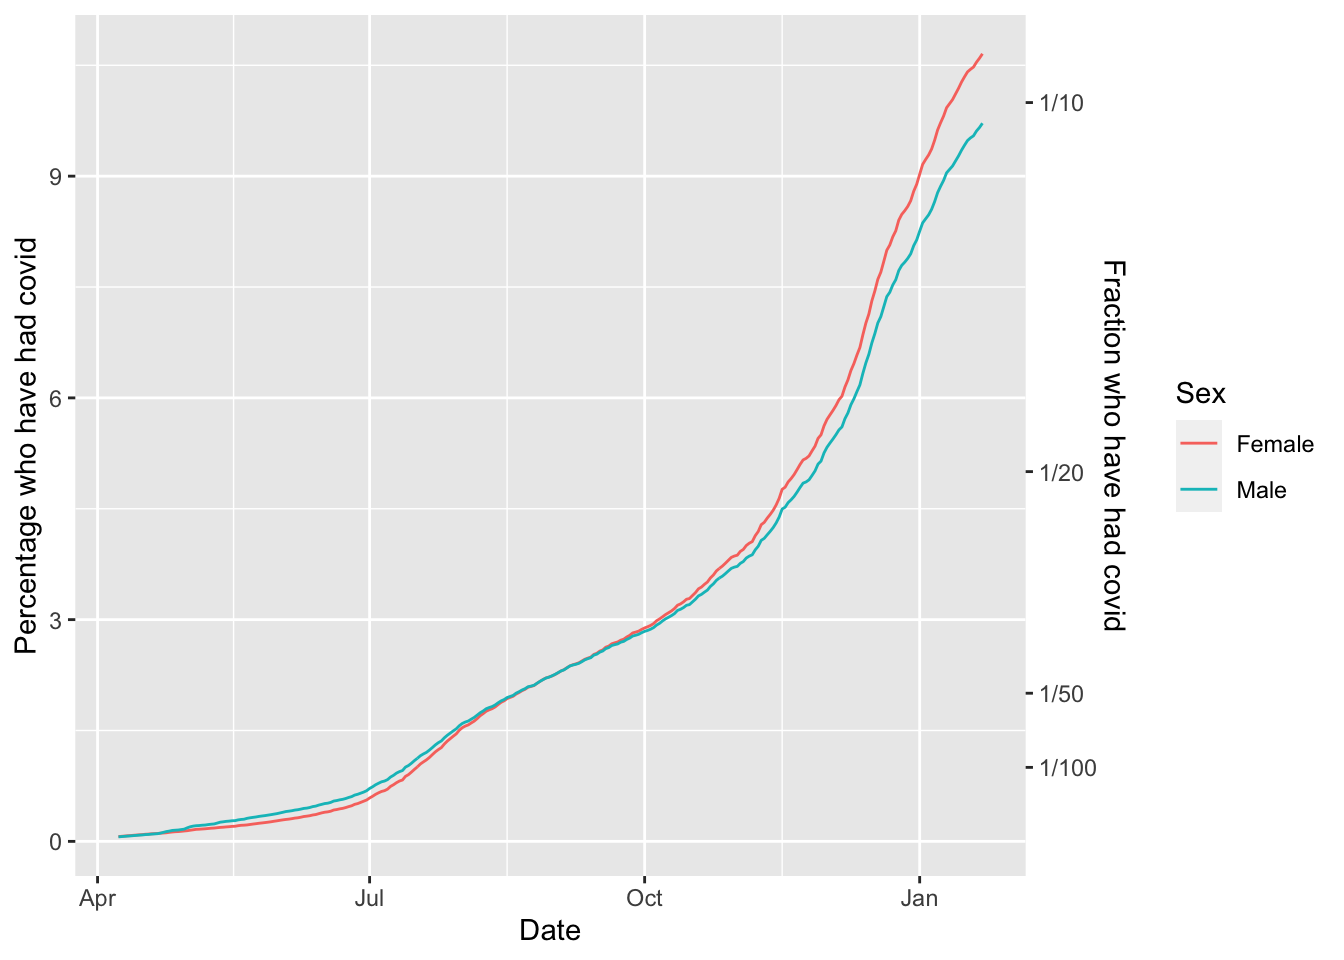 Percentage who have had covid
9
6
3
0
Apr
Jul
Oct
Jan
Date
1/10
1/20
1/50
1/100
Fraction who have had covid
Sex
Female
Male